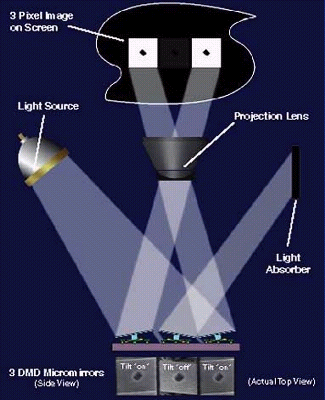 3 Pixel Image
on Screen
Light Source
Projection Lens
Light
Absorber
Tilt "on"
Tilt "off"
Tilt "on"
3 DMD Micromirrors
(Side View)
(Actual Top View)